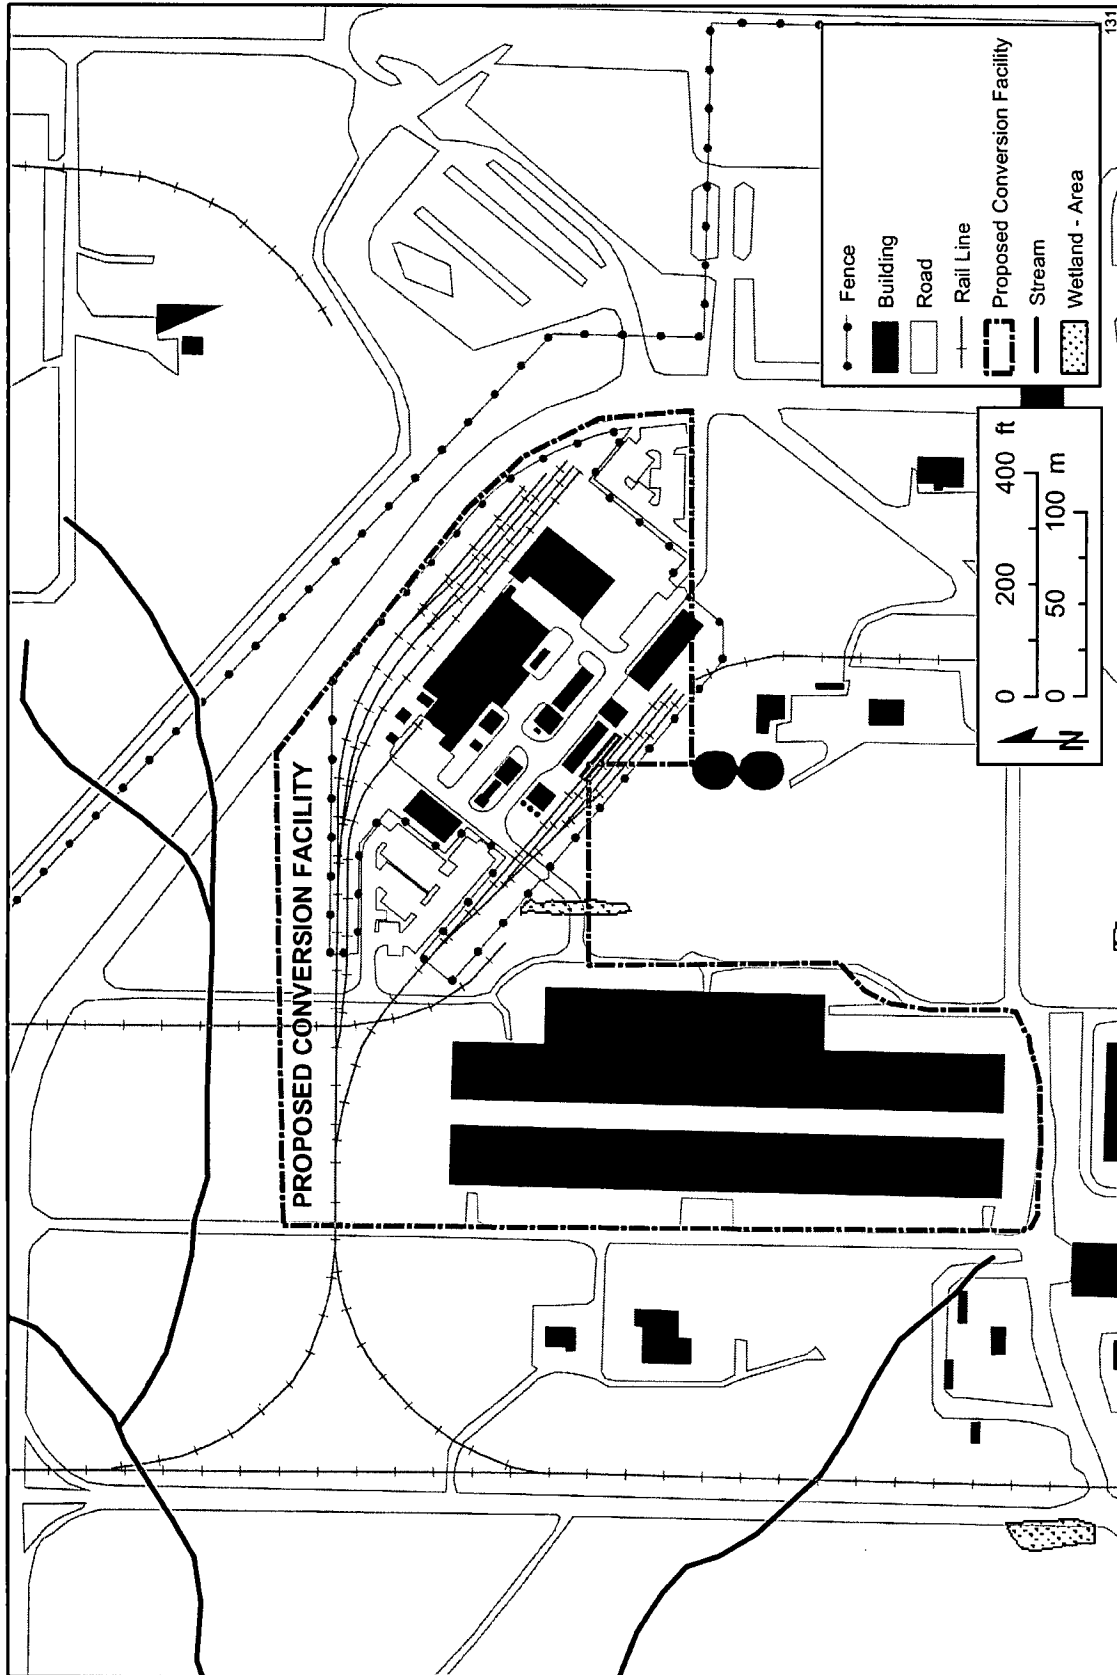 PROPOSED CONVERSION FACILITY
Fence
Building
Road
Rail Line
Proposed Conversion Facility
Stream
Wetland - Area
N
0 200 400 ft
0 50 100 m
131